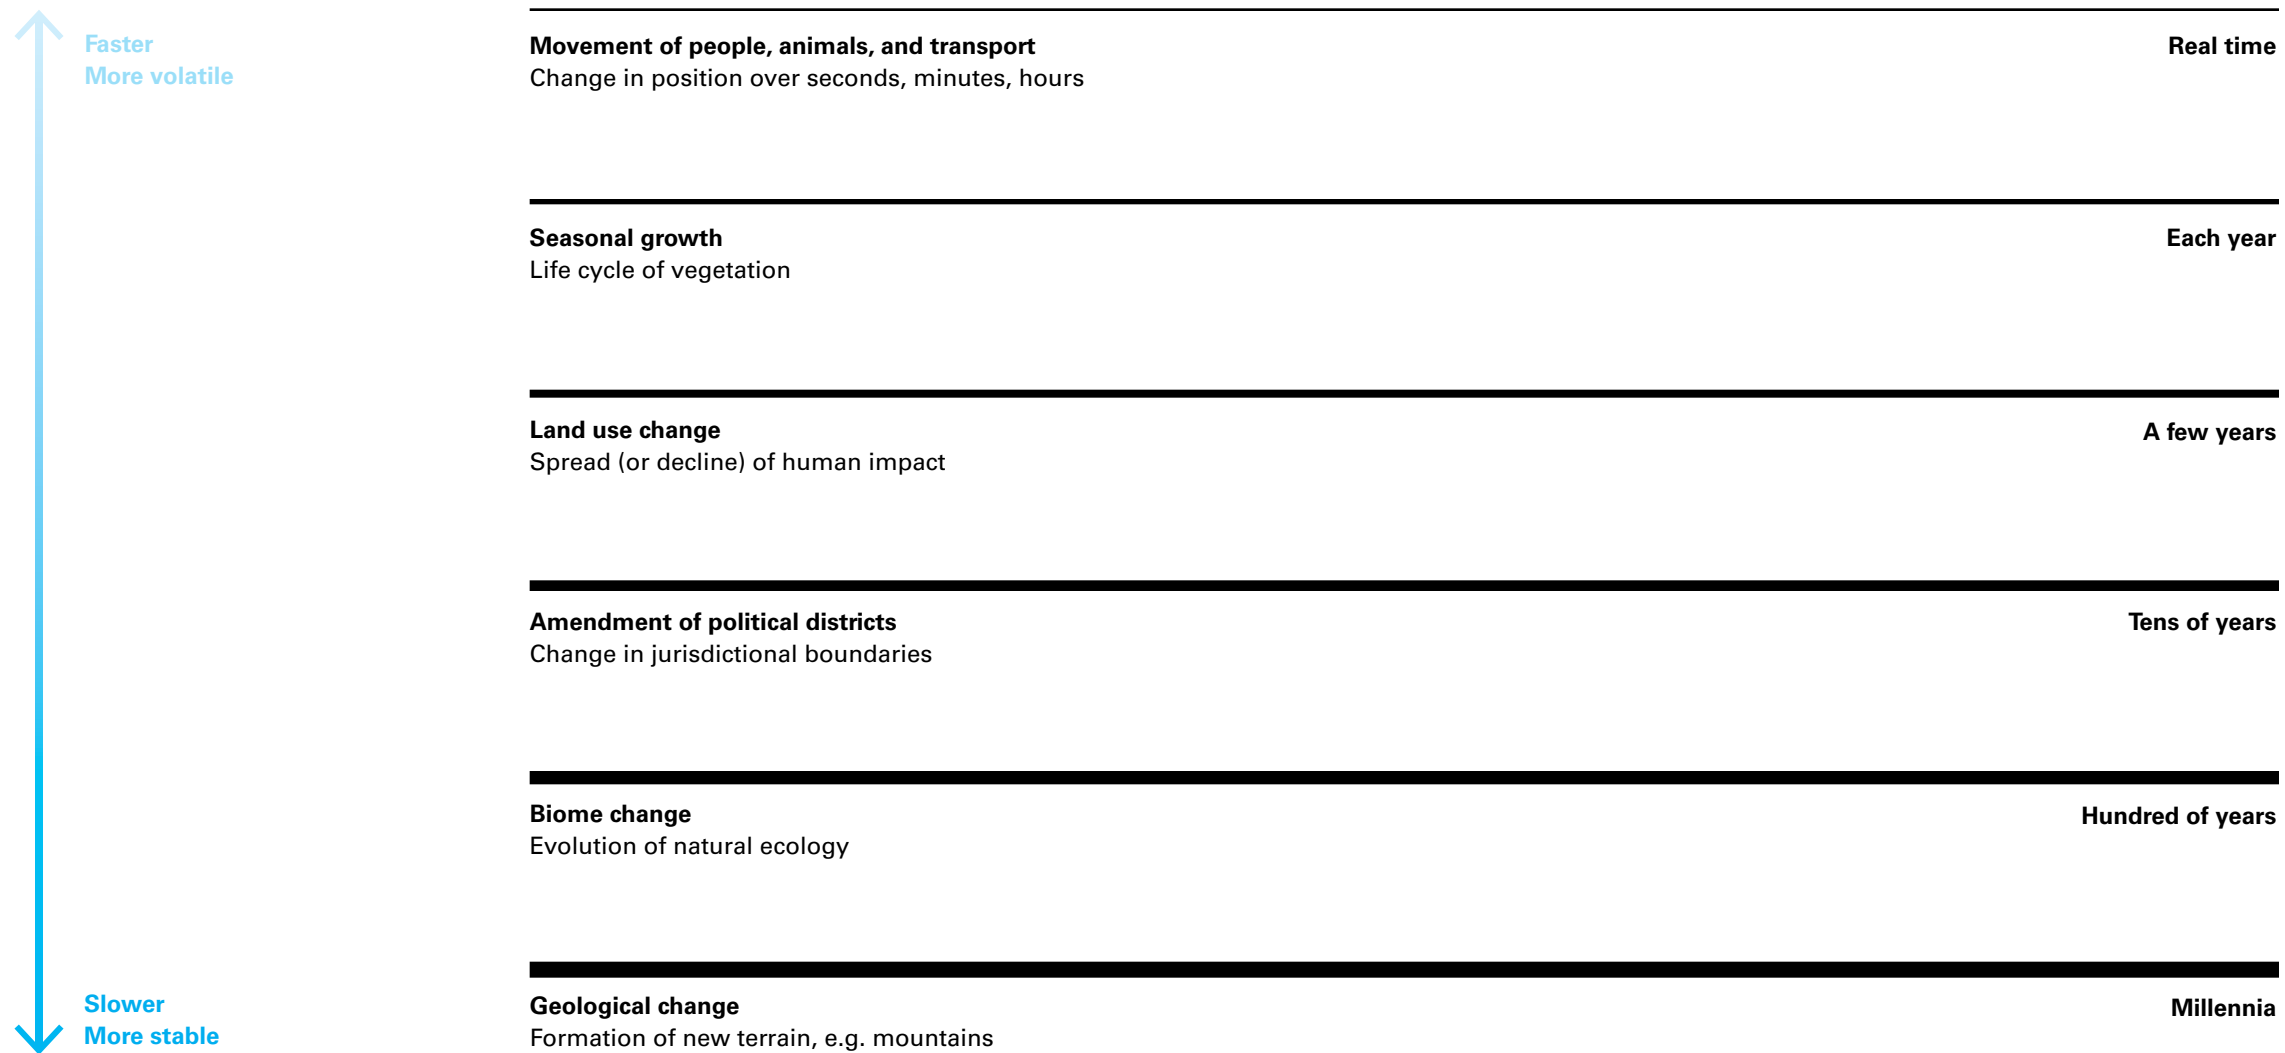 Faster
More volatile
Movement of people, animals, and transport
Real time
Change in position over seconds, minutes, hours
Seasonal growth
Each year
Life cycle of vegetation
Land use change
A few years
Spread (or decline) of human impact
Amendment of political districts
Tens of years
Change in jurisdictional boundaries
Biome change
Hundred of years
Evolution of natural ecology
Slower
More stable
Geological change
Millennia
Formation of new terrain, e.g. mountains